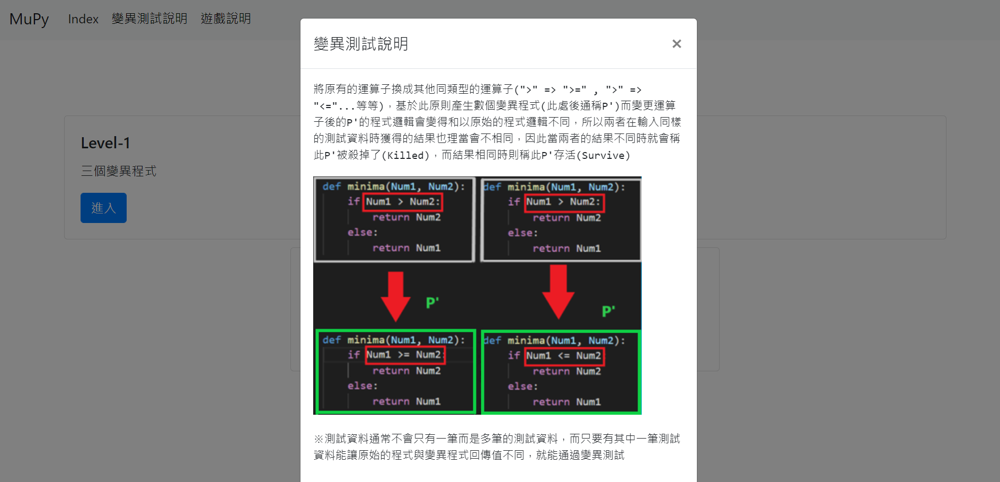 MuPy Index 變異測試說明 遊戲說明
變異測試說明 ×
將原有的運算子換成其他同類型的運算子(">" => ">=" , ">" =>
"<="...等等)，基於此原則產生數個變異程式(此處後通稱P')而變更運算
子後的P'的程式邏輯會變得和以原始的程式邏輯不同，所以兩者在輸入同樣
的測試資料時獲得的結果也理當會不相同，因此當兩者的結果不同時就會稱
此P'被殺掉了(Killed)，而結果相同時則稱此P'存活(Survive)
Level-1
三個變異程式
進入
def minima(Num1, Num2):
if Num1 > Num2:
return Num2
else:
return Num1
def minima(Num1, Num2):
if Num1 > Num2:
return Num2
else:
return Num1
P'
P'
def minima(Num1, Num2):
if Num1 >= Num2:
return Num2
else:
return Num1
def minima(Num1, Num2):
if Num1 <= Num2
return Num2
else:
return Num1
※測試資料通常不會只有一筆而是多筆的測試資料，而只要有其中一筆測試
資料能讓原始的程式與變異程式回傳值不同，就能通過變異測試